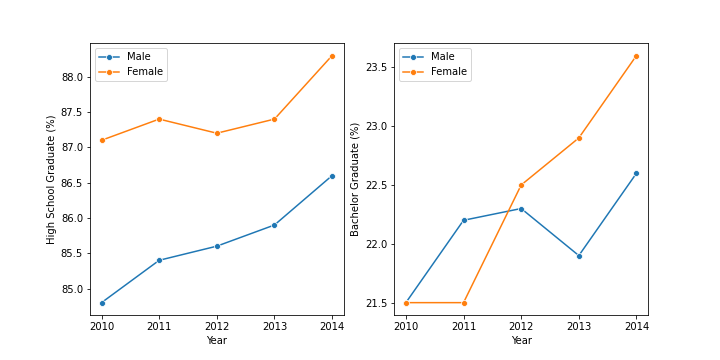 Male
Female
High School Graduate (%)
88.0
87.5
87.0
86.5
86.0
85.5
85.0
2010 2011 2012 2013 2014
Year
Male
Female
Bachelor Graduate (%)
23.5
23.0
22.5
22.0
21.5
2010 2011 2012 2013 2014
Year